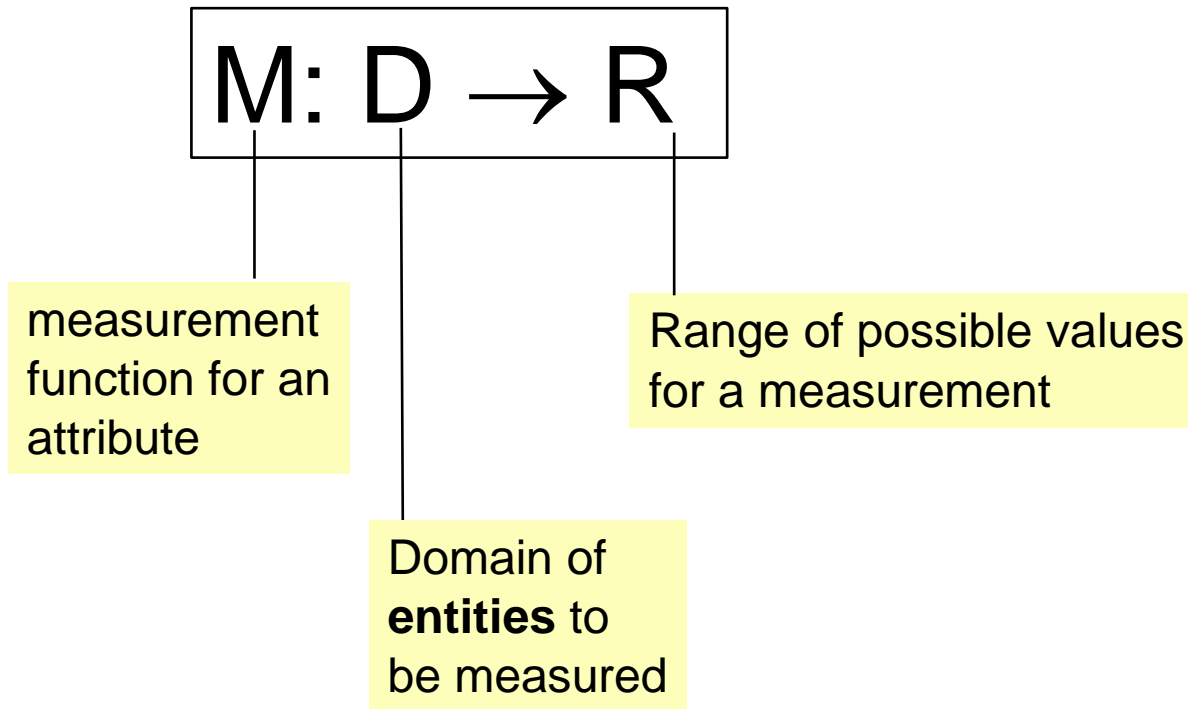 M: D → R
measurement
function for an
attribute
Range of possible values
for a measurement
Domain of
entities to
be measured